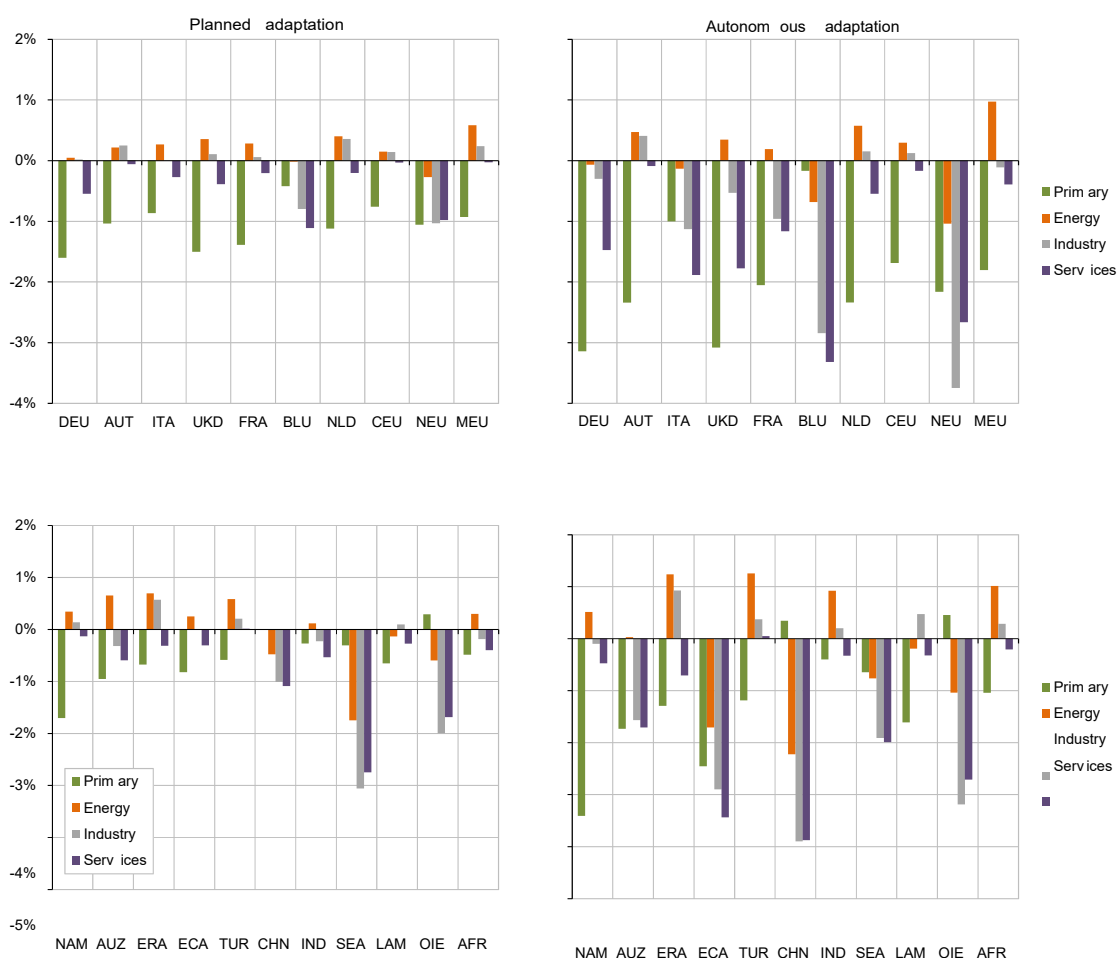 Planned adaptation
Autonom ous adaptation
2%
1%
0%
-1%
-2%
-3%
-4%
DEU AUT ITA UKD FRA BLU NLD CEU NEU MEU
DEU AUT ITA UKD FRA BLU NLD CEU NEU MEU
Prim ary
Energy
Industry
Serv ices
2%
1%
0%
-1%
-2%
-3%
-4%
-5%
Prim ary
Energy
Industry
Serv ices
NAM AUZ ERA ECA TUR CHN IND SEA LAM OIE AFR
NAM AUZ ERA ECA TUR CHN IND SEA LAM OIE AFR
Prim ary
Energy
Industry
Serv ices